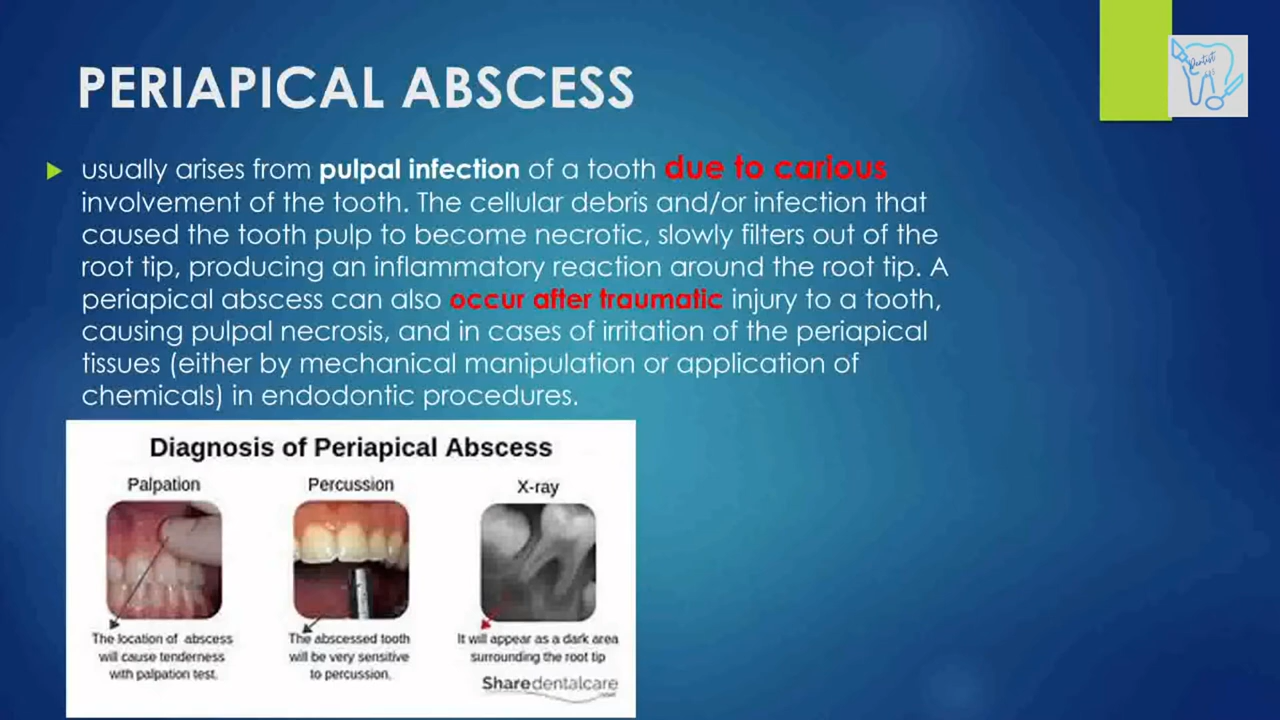 PERIAPICAL ABSCESS
Dentist
usually arises from pulpal infection of a tooth due to carious
involvement of the tooth. The cellular debris and/or infection that
caused the tooth pulp to become necrotic, slowly filters out of the
root tip, producing an inflammatory reaction around the root tip. A
periapical abscess can also occur after traumatic injury to a tooth,
causing pulpal necrosis, and in cases of irritation of the periapical
tissues (either by mechanical manipulation or application of
chemicals) in endodontic procedures.
Diagnosis of Periapical Abscess
Palpation
The location of abscess
will cause tenderness
with palpation test.
Percussion
The abscessed tooth
will be very sensitive
to percussion.
X-ray
It will appear as a dark area
surrounding the root tip
Sharedentalcare